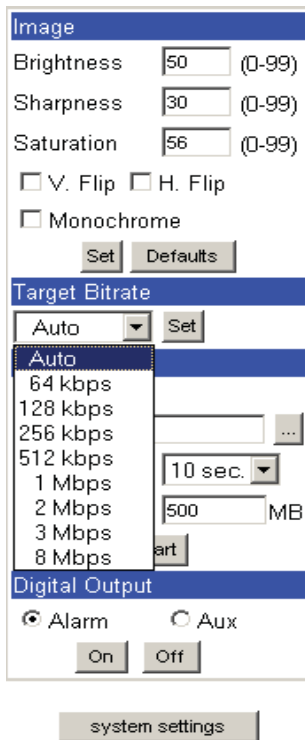 Image
Brightness 50 (0-99)
Sharpness 30 (0-99)
Saturation 56 (0-99)
V. Flip H. Flip
Monochrome
Set Defaults
Target Bitrate
Auto Set
Auto
64 kbps
128 kbps
256 kbps
...
512 kbps
10 sec.
1 Mbps
2 Mbps 500 MB
3 Mbps
8 Mbps art
Digital Output
Alarm Aux
On Off
system settings